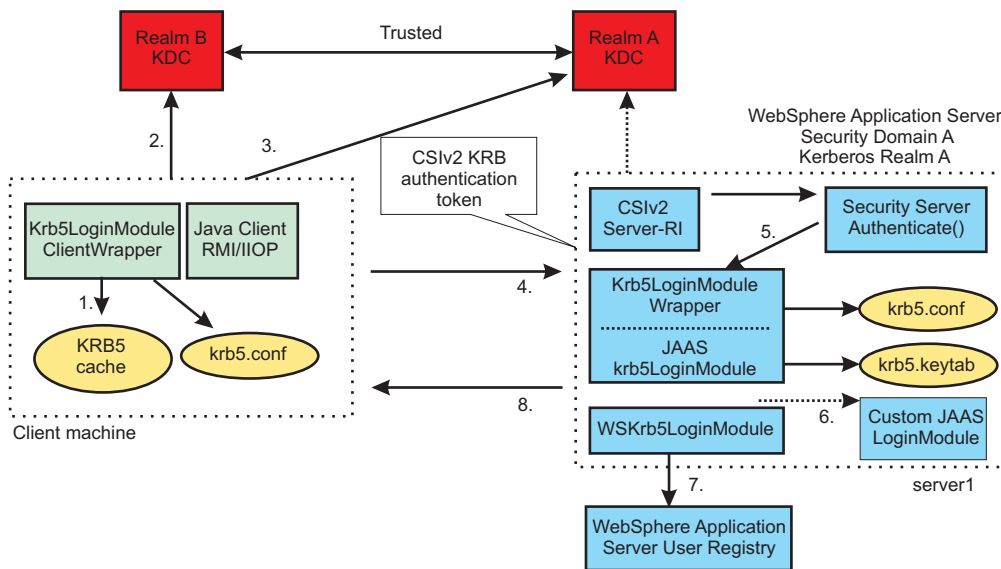 Realm B
KDC
Trusted
Realm A
KDC
WebSphere Application Server
Security Domain A
Kerberos Realm A
2.
3.
CSIv2 KRB
authentication
token
Krb5LoginModule
ClientWrapper
Java Client
RMI/IIOP
CSIv2
Server-RI
Security Server
Authenticate()
5.
1.
KRB5
cache
krb5.conf
4.
Krb5LoginModule
Wrapper
JAAS
krb5LoginModule
krb5.conf
krb5.keytab
8.
Client machine
WSKrb5LoginModule
6.
Custom JAAS
LoginModule
7.
server1
WebSphere Application
Server User Registry